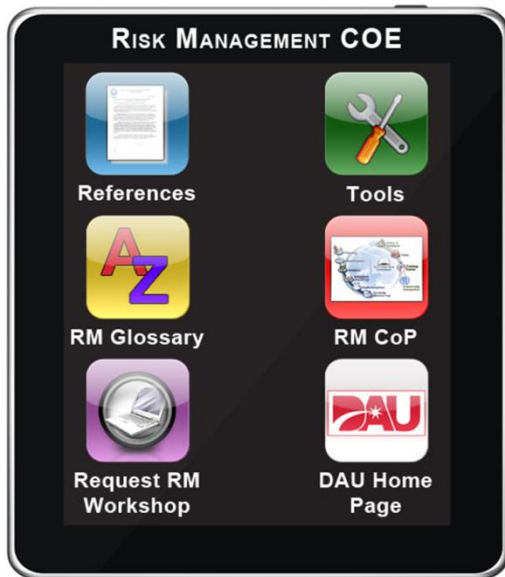 RISK MANAGEMENT COE
References
Tools
A
Z
RM Glossary
RM CoP
Request RM
Workshop
DAU
DAU Home
Page